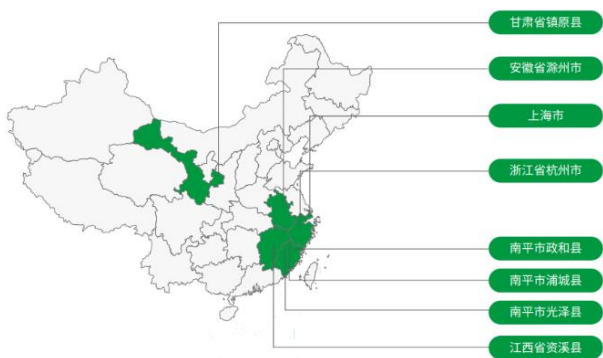 甘肃省镇原县
安徽省滁州市
上海市
浙江省杭州市
南平市政和县
南平市浦城县
南平市光泽县
江西省资溪县